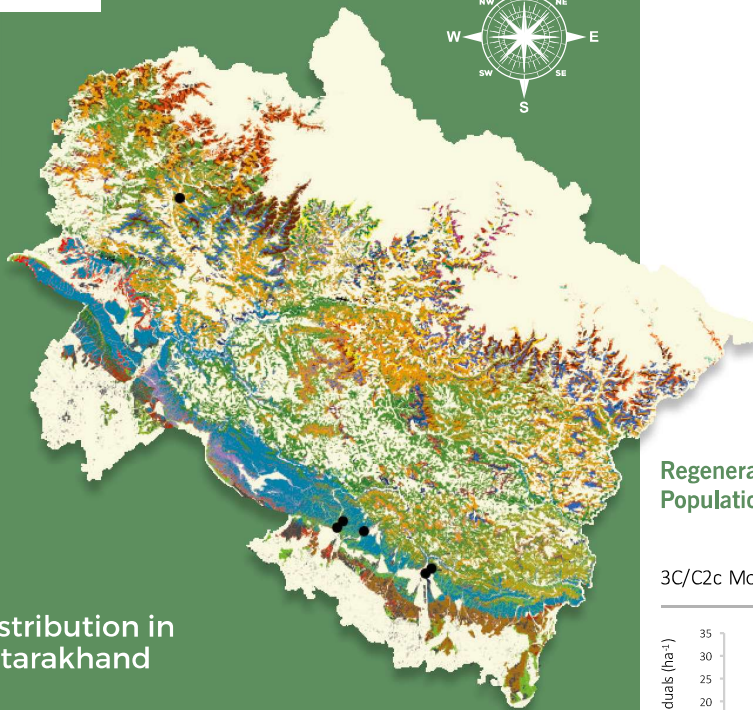 NW NE
W E
SW SE
S
Regenera
Populatio
3C/C2c Mo
stribution in
tarakhand
duals (ha-1)
35
30
25
20